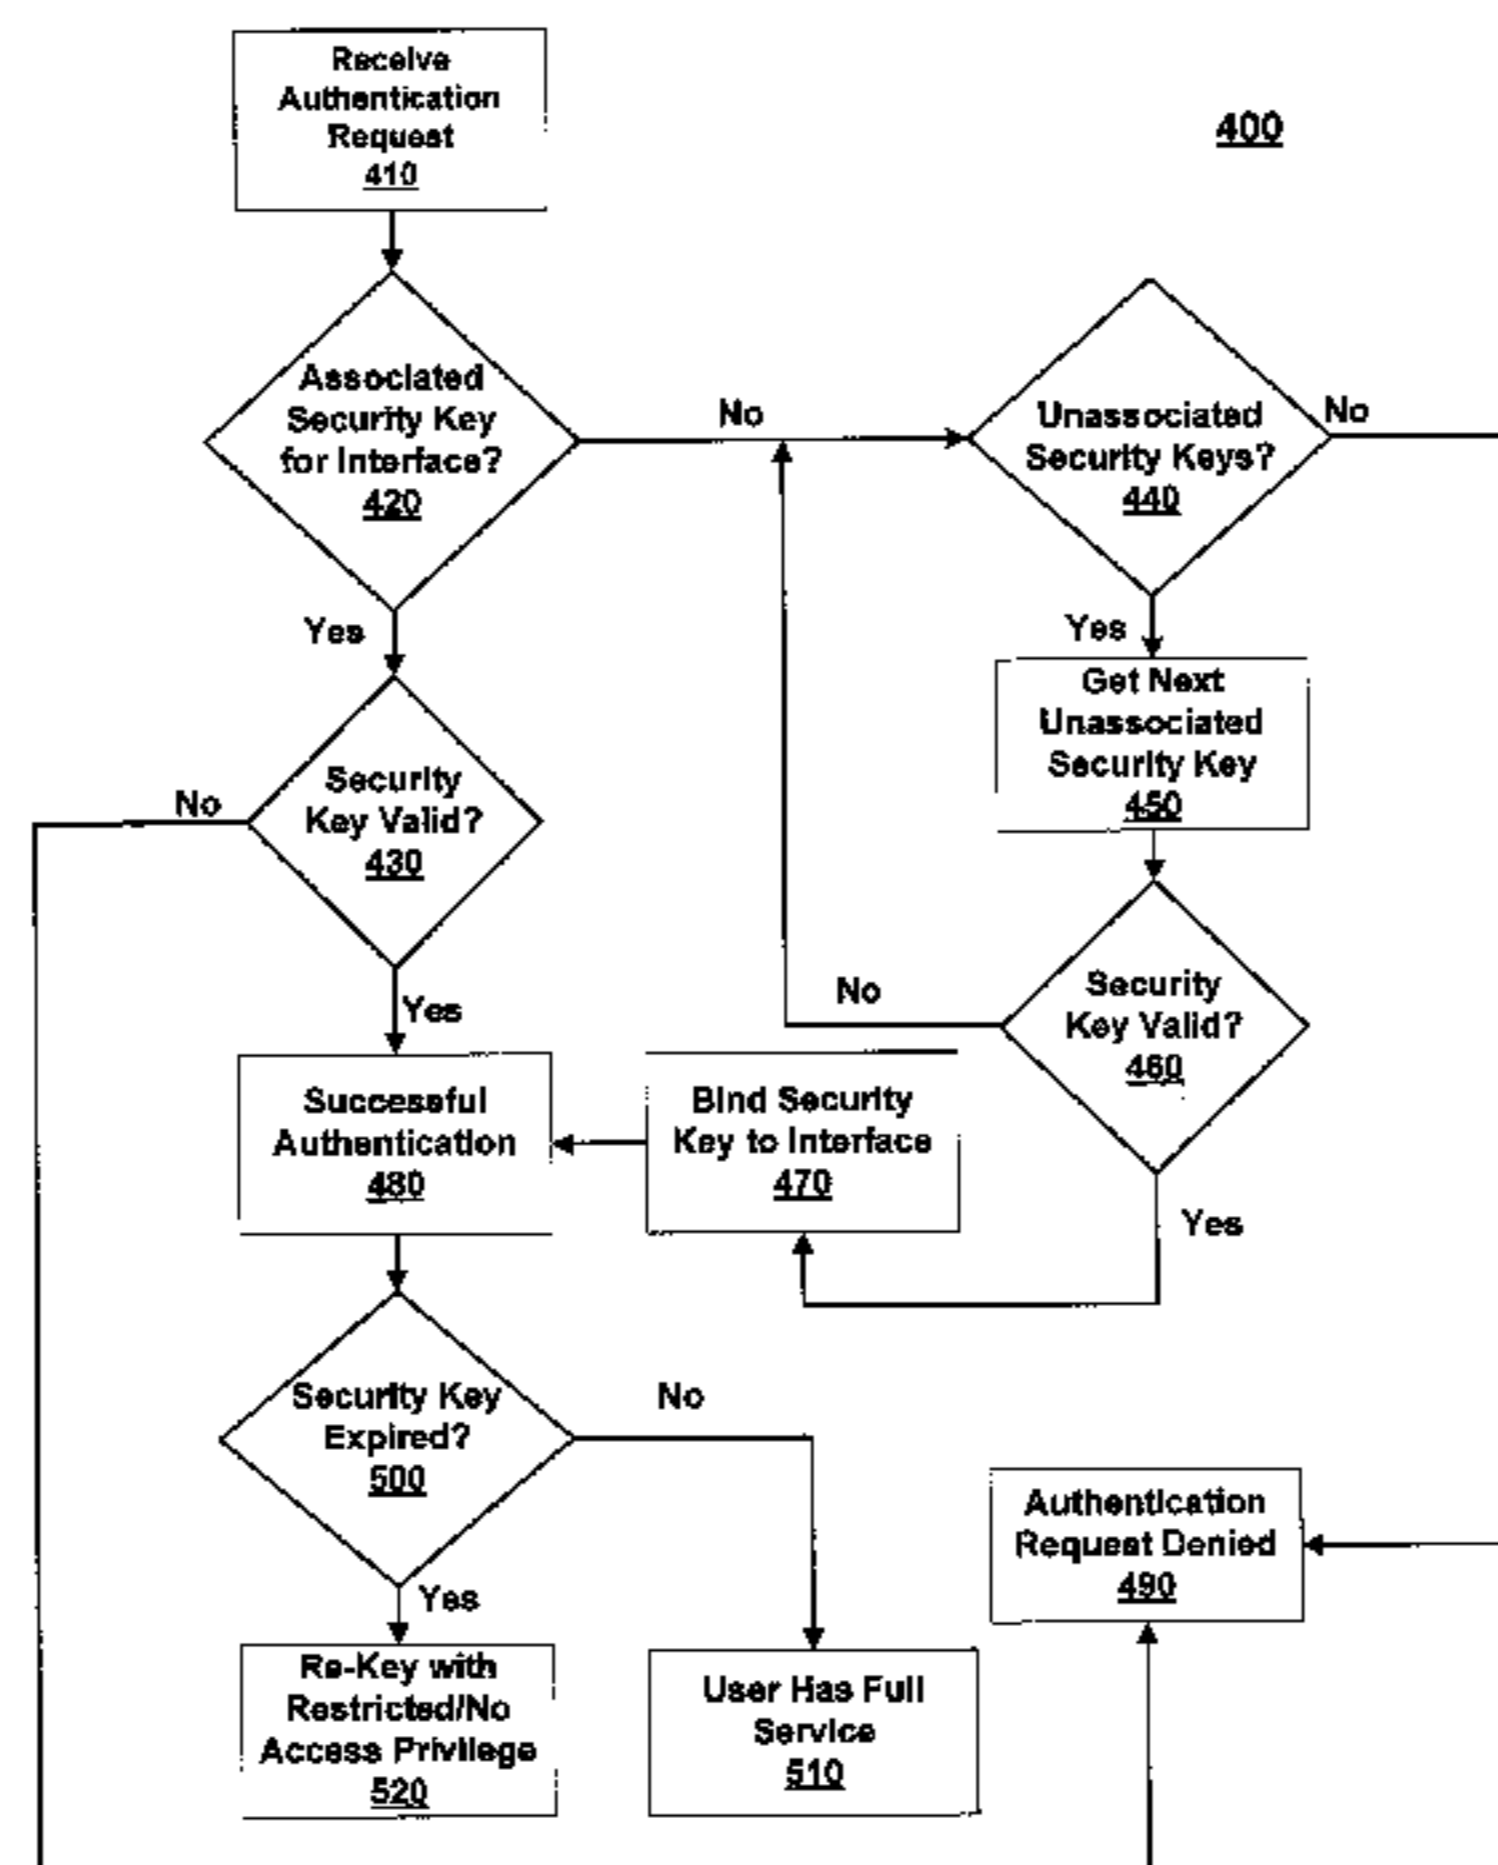 Receive
Authentication
Request
410
400
Associated
Security Key
for Interface?
420
No
Unassociated
Security Keys?
440
No
Yes
Yes
Get Next
Unassociated
Security Key
450
Security
Key Valid?
430
No
Yes
Security
Key Valid?
460
No
Yes
Successful
Authentication
480
Bind Security
Key to Interface
470
Security Key
Expired?
500
No
Yes
Authentication
Request Denied
490
Re-Key with
Restricted/No
Access Privilege
520
User Has Full
Service
510